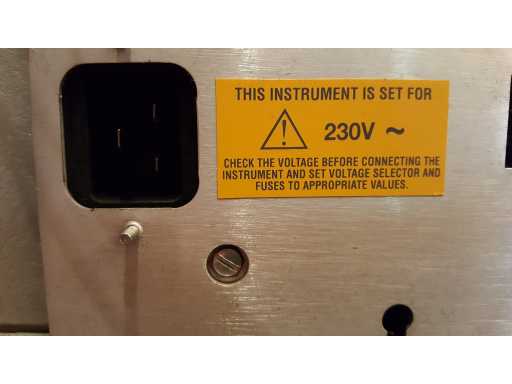 THIS INSTRUMENT IS SET FOR
230V ~
CHECK THE VOLTAGE BEFORE CONNECTING THE
INSTRUMENT AND SET VOLTAGE SELECTOR AND
FUSES TO APPROPRIATE VALUES.